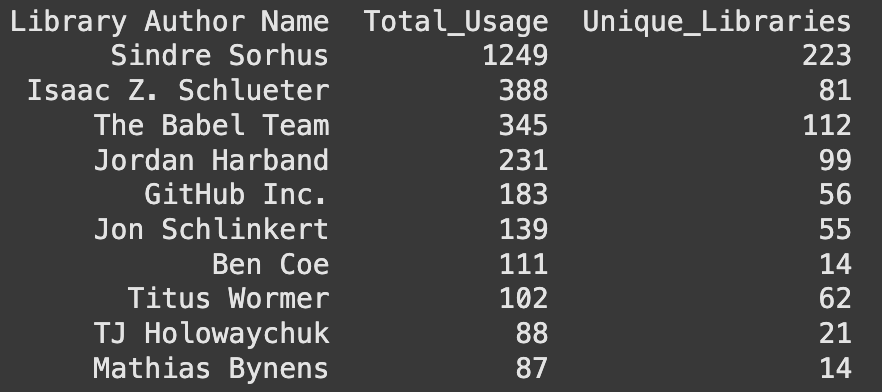 Library Author Name Total_Usage Unique_Libraries
Sindre Sorhus 1249 223
Isaac Z. Schlueter 388 81
The Babel Team 345 112
Jordan Harband 231 99
GitHub Inc. 183 56
Jon Schlinkert 139 55
Ben Coe 111 14
Titus Wormer 102 62
TJ Holowaychuk 88 21
Mathias Bynens 87 14